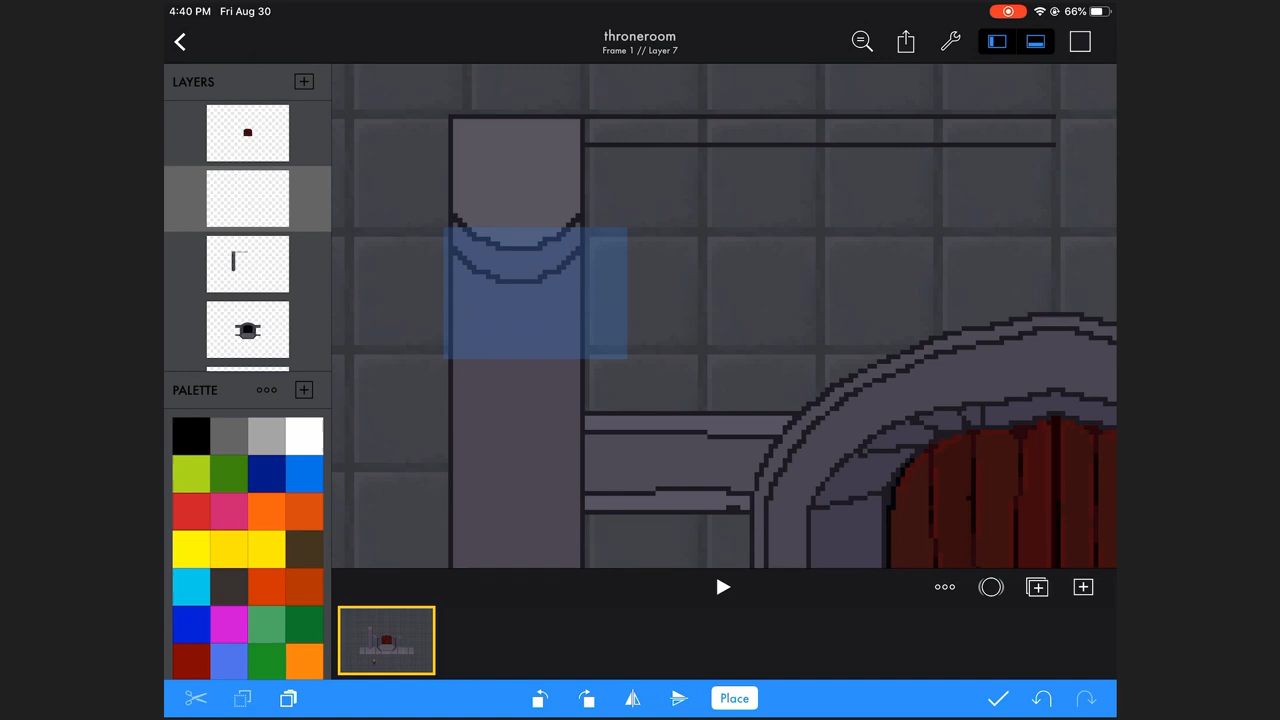 4:40 PM Fri Aug 30
66%
throneroom
Frame 1 // Layer 7
LAYERS
PALETTE
Place